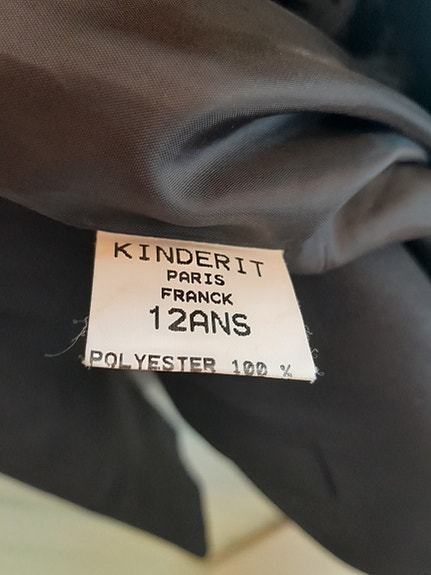 KINDERIT
PARIS
FRANCK
12ANS
POLYESTER 100 %